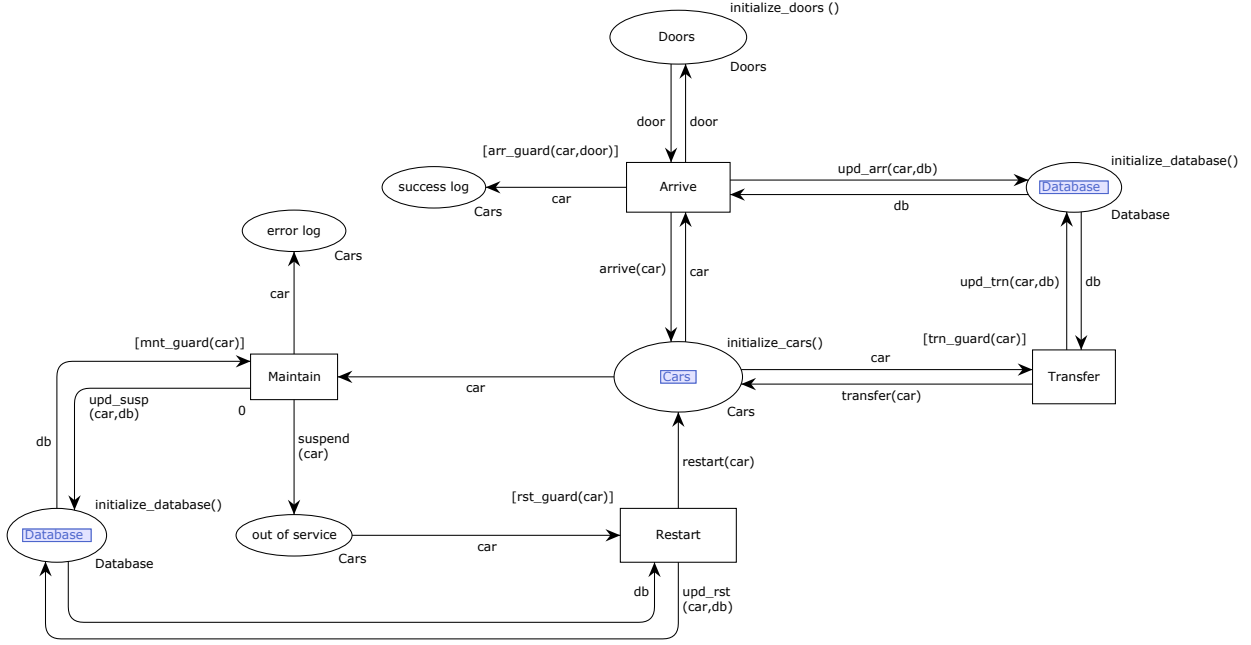 initialize_doors ()
Doors
Doors
door
door
[arr_guard(car,door)]
Arrive
upd_arr(car,db)
db
initialize_database()
Database
Database
success log
car
Cars
error log
Cars
car
arrive(car)
car
upd_trn(car,db)
db
[mnt_guard(car)]
Maintain
0
car
initialize_cars()
Cars
Cars
car
transfer(car)
[trn_guard(car)]
Transfer
upd_susp
(car,db)
db
suspend
(car)
restart(car)
initialize_database()
Database
Database
out of service
Cars
car
[rst_guard(car)]
Restart
db
upd_rst
(car,db)